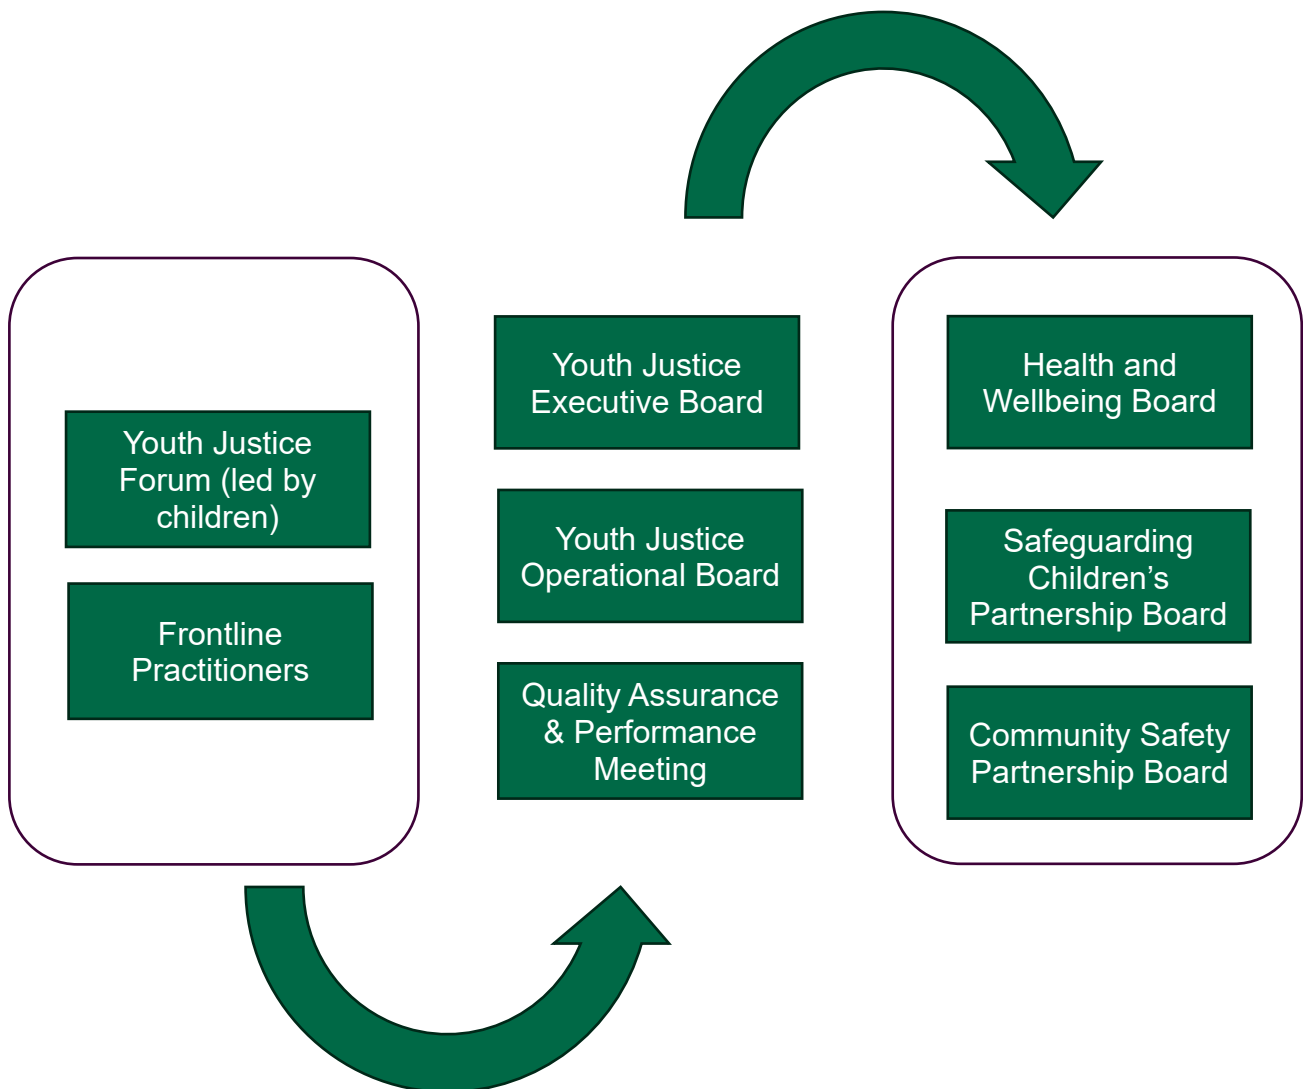 Youth Justice
Forum (led by
children)
Frontline
Practitioners
Youth Justice
Executive Board
Youth Justice
Operational Board
Quality Assurance
& Performance
Meeting
Health and
Wellbeing Board
Safeguarding
Children’s
Partnership Board
Community Safety
Partnership Board